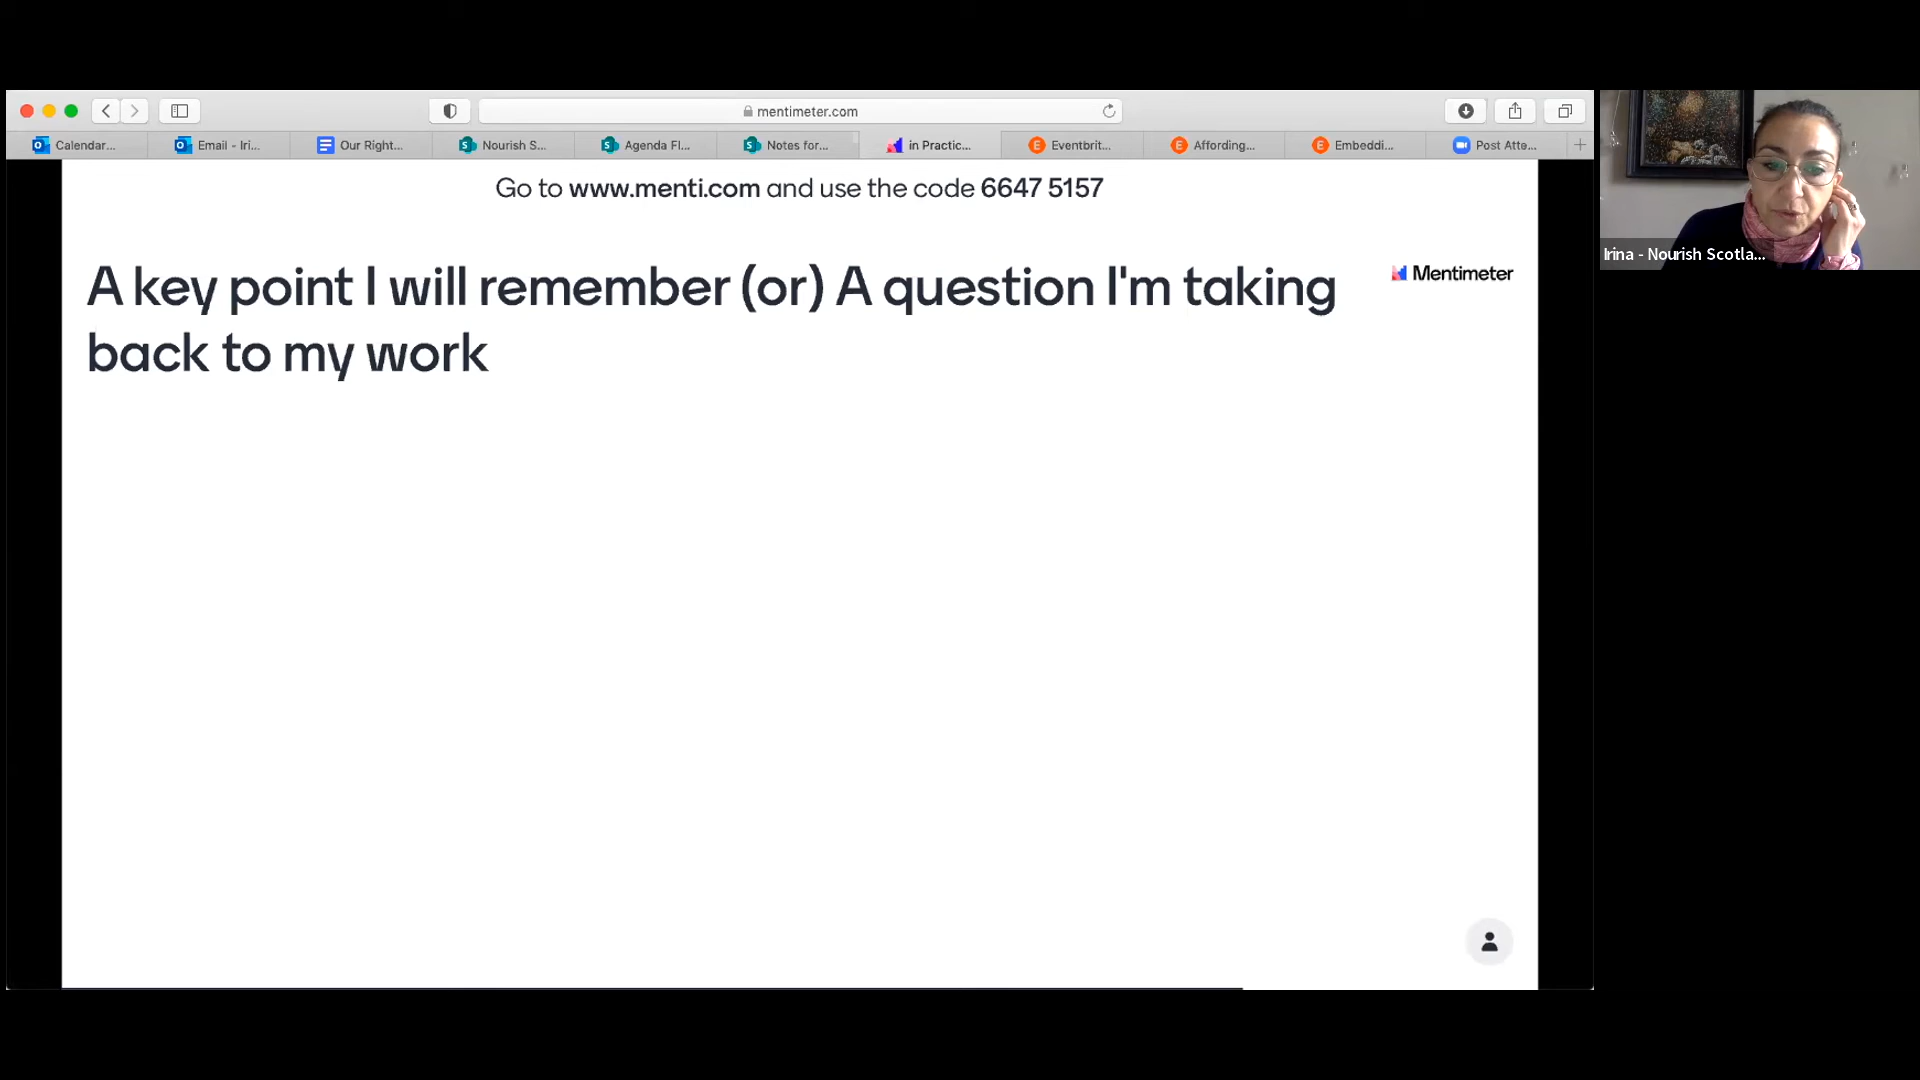 mentimeter.com
Calendar...
Email - Iri...
Our Right...
Nourish S...
Agenda Fl...
Notes for...
in Practic...
Eventbrit...
Affording...
Embeddi...
Post Atte...
Go to www.menti.com and use the code 6647 5157
A key point I will remember (or) A question I'm taking
back to my work
Mentimeter
Irina - Nourish Scotla...